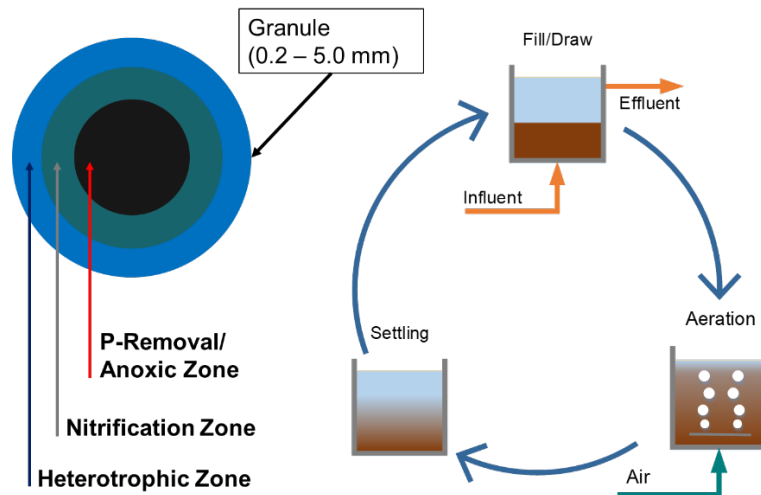 Granule
(0.2 – 5.0 mm)
P-Removal/
Anoxic Zone
Nitrification Zone
Heterotrophic Zone
Fill/Draw
Effluent
Influent
Aeration
Air
Settling